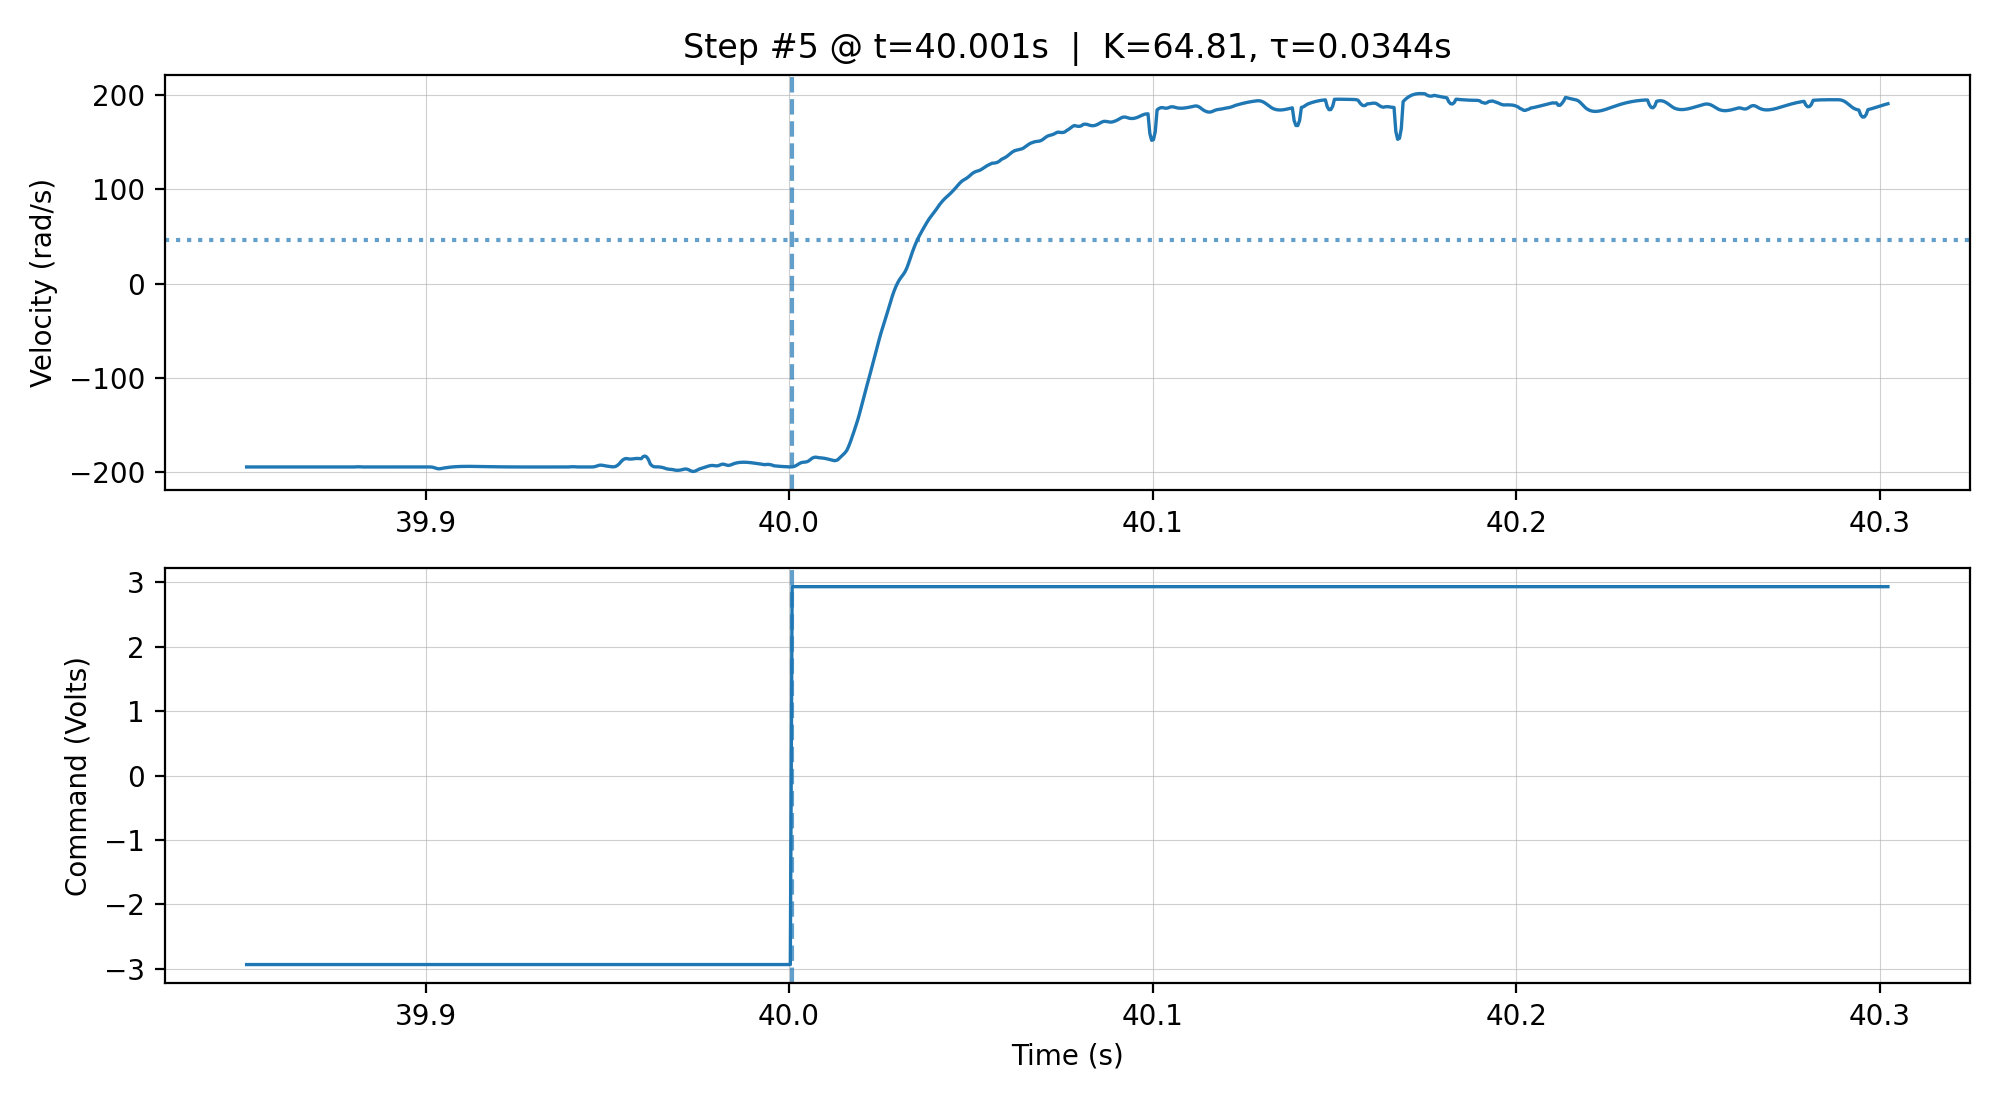 Step #5 @ t=40.001s | K=64.81, τ=0.0344s
Velocity (rad/s)
200
100
0
−100
−200
39.9 40.0 40.1 40.2 40.3
Command (Volts)
3
2
1
0
−1
−2
−3
39.9 40.0 40.1 40.2 40.3
Time (s)